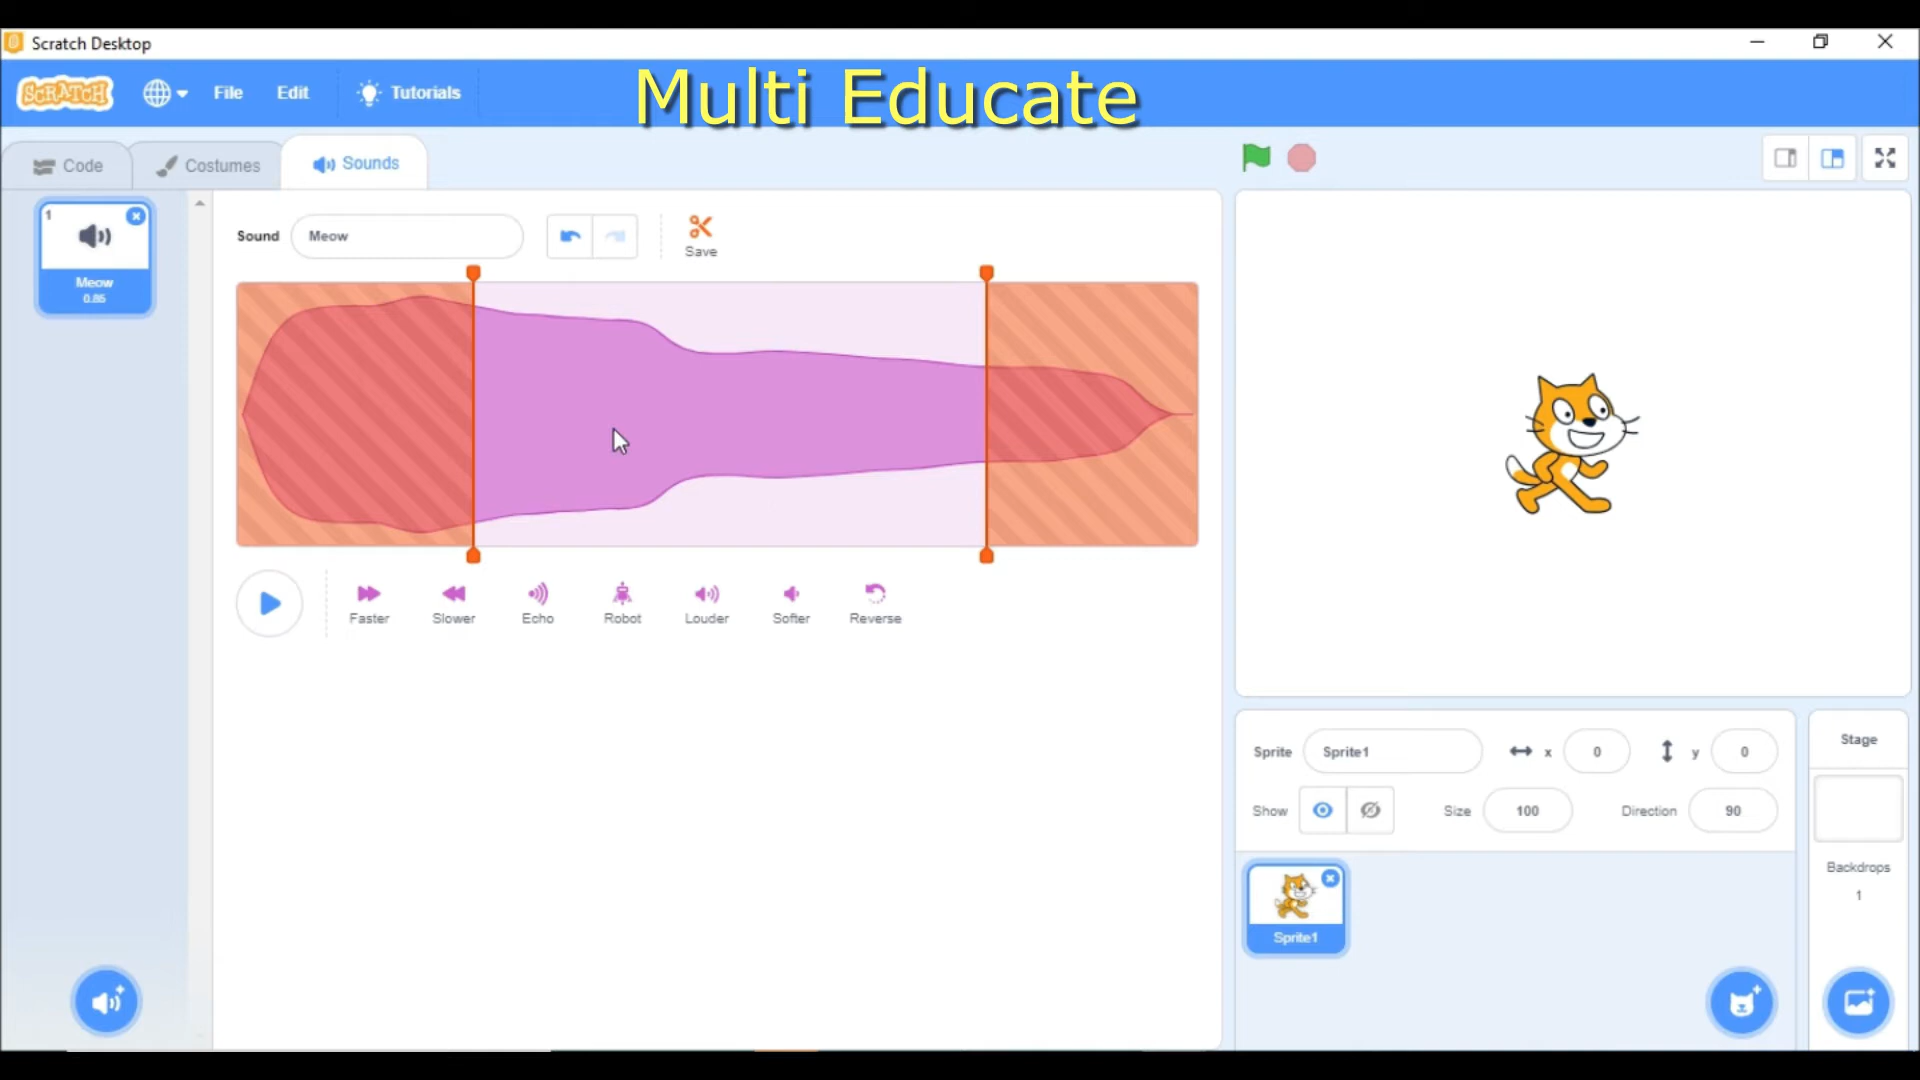 Scratch Desktop
SCRATCH File Edit Tutorials
Multi Educate
Code Costumes Sounds
1
Meow
0.85
Sound Meow Save
Faster Slower Echo Robot Louder Softer Reverse
Sprite Sprite1 x 0 y 0
Show Size 100 Direction 90
Sprite1
Stage
Backdrops
1